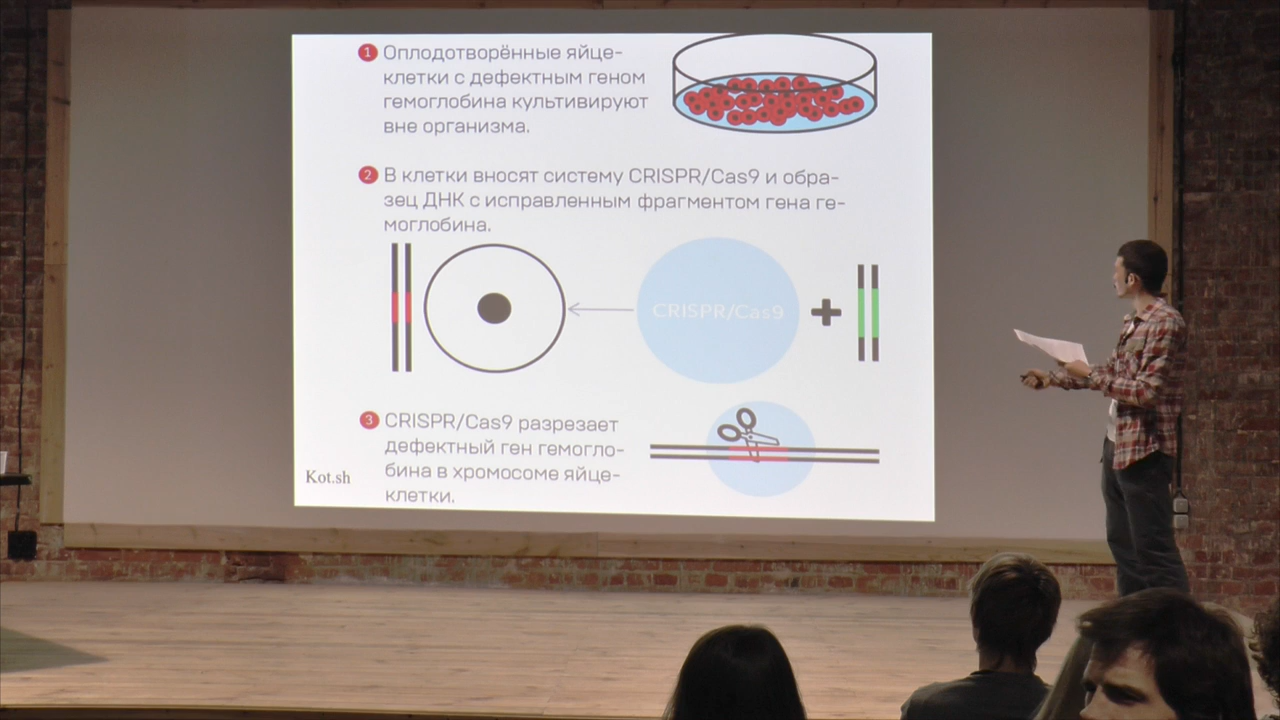 1 Оплодотворённые яйце-
клетки с дефектным геном
гемоглобина культивируют
вне организма.
2 В клетки вносят систему CRISPR/Cas9 и обра-
зец ДНК с исправленным фрагментом гена ге-
моглобина.
CRISPR/Cas9
3 CRISPR/Cas9 разрезает
дефектный ген гемогло-
бина в хромосоме яйце-
клетки.
Kot.sh